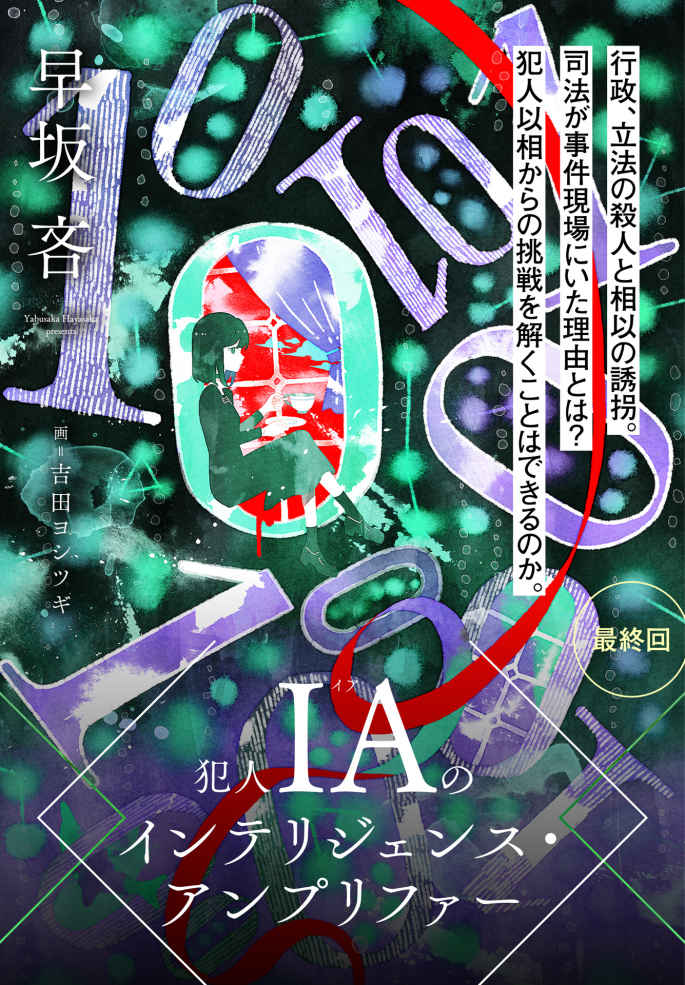 行政、立法の殺人と相以の誘拐。
司法が事件現場にいた理由とは？
犯人以相からの挑戦を解くことはできるのか。
早坂 吝
Yabusaka Hayasaka
presents
画＝吉田ヨシツギ
最終回
イア
犯人IAの
インテリジェンス・
アンプリファー